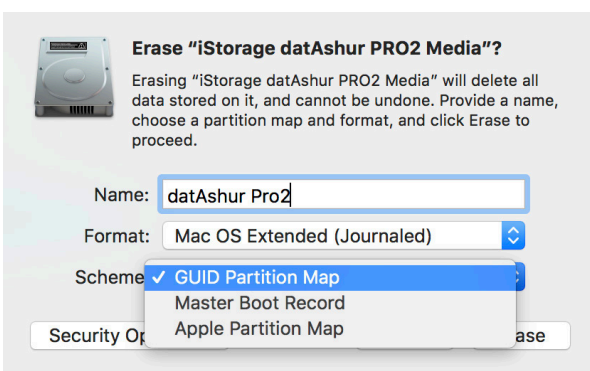 Erase “iStorage datAshur PRO2 Media”?
Erasing “iStorage datAshur PRO2 Media” will delete all
data stored on it, and cannot be undone. Provide a name,
choose a partition map and format, and click Erase to
proceed.
Name: datAshur Pro2
Format: Mac OS Extended (Journaled)
Scheme ✓ GUID Partition Map
Master Boot Record
Apple Partition Map
Security Op ase